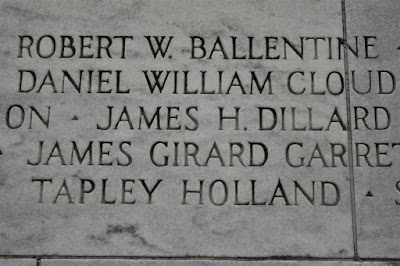 ROBERT W. BALLENTINE ·
DANIEL WILLIAM CLOUD
ON · JAMES H. DILLARD
· JAMES GIRARD GARRET
TAPLEY HOLLAND · S